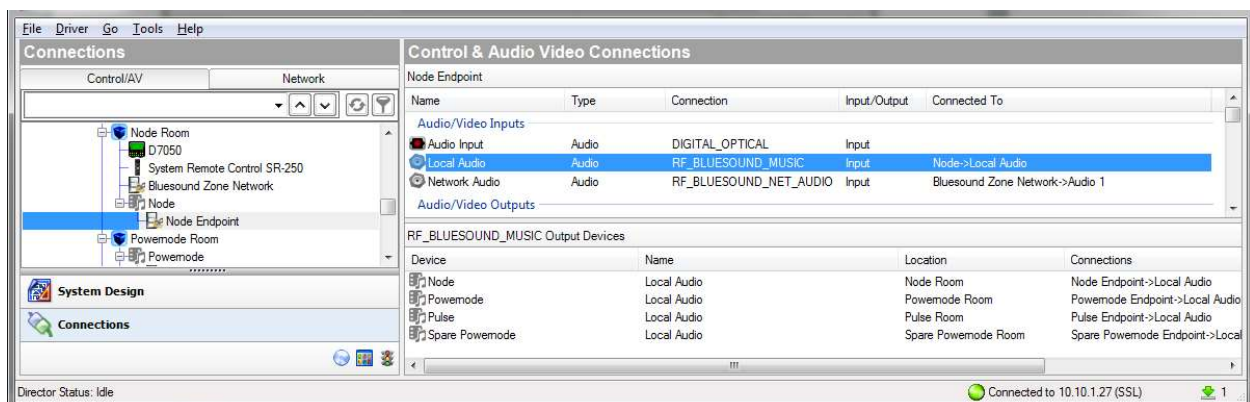 File Driver Go Tools Help
Connections
Control/AV Network
Node Room
D7050
System Remote Control SR-250
Bluesound Zone Network
Node
Node Endpoint
Powernode Room
Powernode
System Design
Connections
Control & Audio Video Connections
Node Endpoint
Name Type Connection Input/Output Connected To
Audio/Video Inputs
Audio Input Audio DIGITAL_OPTICAL Input
Local Audio Audio RF_BLUESOUND_MUSIC Input Node->Local Audio
Network Audio Audio RF_BLUESOUND_NET_AUDIO Input Bluesound Zone Network->Audio 1
Audio/Video Outputs
RF_BLUESOUND_MUSIC Output Devices
Device Name Location Connections
Node Local Audio Node Room Node Endpoint->Local Audio
Powernode Local Audio Powernode Room Powernode Endpoint->Local Audio
Pulse Local Audio Pulse Room Pulse Endpoint->Local Audio
Spare Powernode Local Audio Spare Powernode Room Spare Powernode Endpoint->Local
Director Status: Idle Connected to 10.10.1.27 (SSL) 1